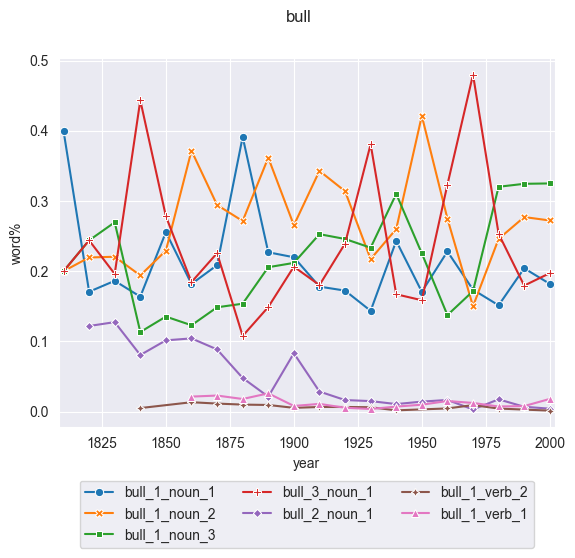 bull
0.5
0.4
0.3
0.2
0.1
0.0
word%
1825 1850 1875 1900 1925 1950 1975 2000
year
bull_1_noun_1 bull_3_noun_1 bull_1_verb_2
bull_1_noun_2 bull_2_noun_1 bull_1_verb_1
bull_1_noun_3